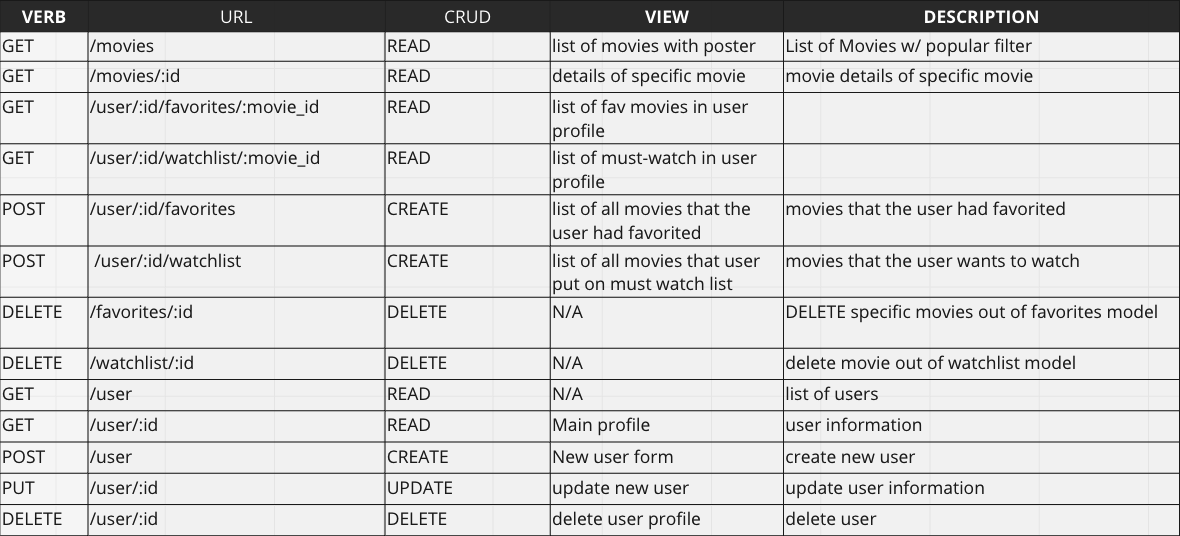 VERB URL CRUD VIEW DESCRIPTION
GET /movies READ list of movies with poster List of Movies w/ popular filter
GET /movies/:id READ details of specific movie movie details of specific movie
GET /user/:id/favorites/:movie_id READ list of fav movies in user
profile
GET /user/:id/watchlist/:movie_id READ list of must-watch in user
profile
POST /user/:id/favorites CREATE list of all movies that the movies that the user had favorited
user had favorited
POST /user/:id/watchlist CREATE list of all movies that user movies that the user wants to watch
put on must watch list
DELETE /favorites/:id DELETE N/A DELETE specific movies out of favorites model
DELETE /watchlist/:id DELETE N/A delete movie out of watchlist model
GET /user READ N/A list of users
GET /user/:id READ Main profile user information
POST /user CREATE New user form create new user
PUT /user/:id UPDATE update new user update user information
DELETE /user/:id DELETE delete user profile delete user